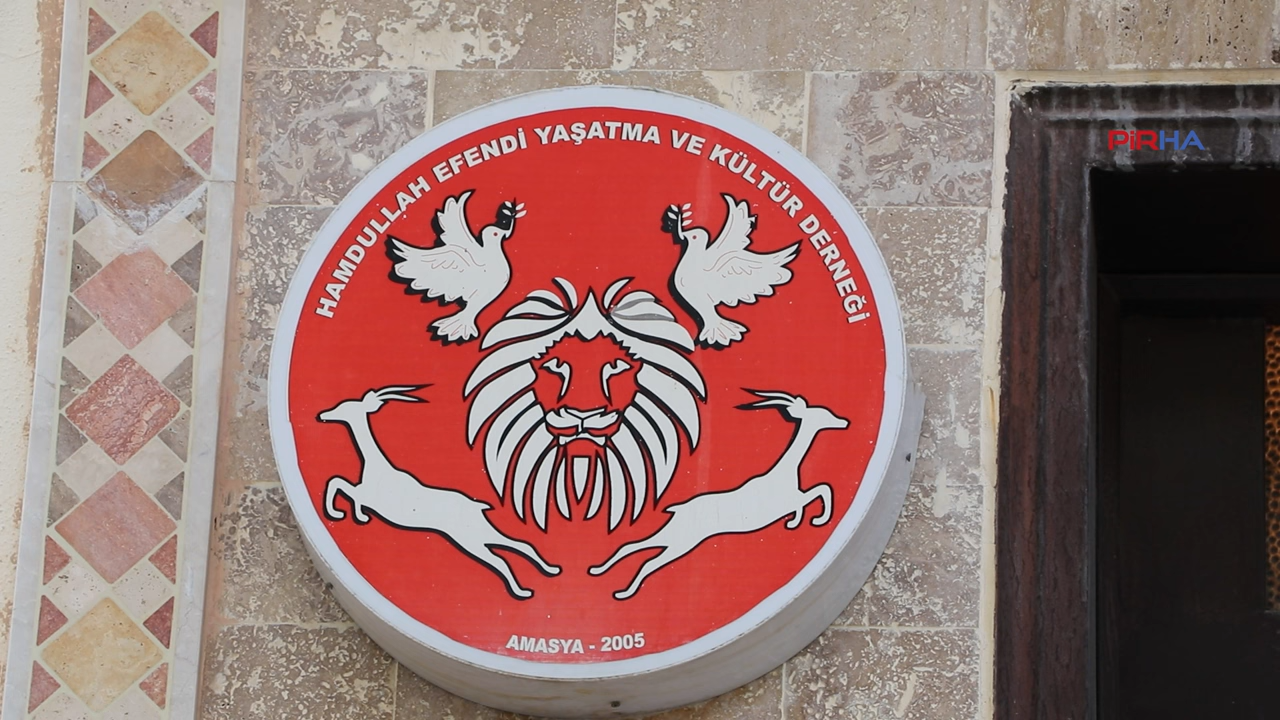 HAMDULLAH EFENDİ YAŞATMA VE KÜLTÜR DERNEĞİ
PİRHA
AMASYA - 2005